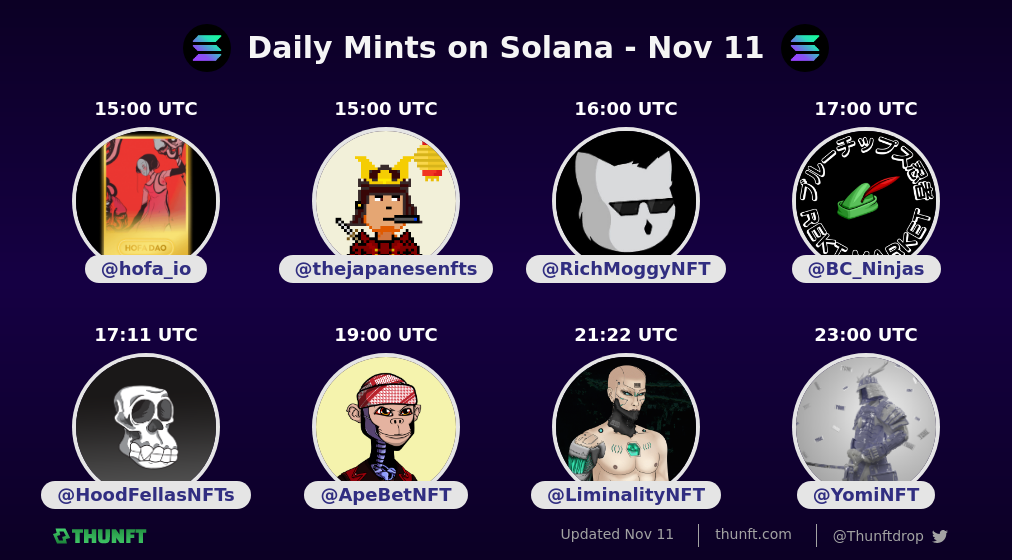 Daily Mints on Solana - Nov 11
15:00 UTC
15:00 UTC
16:00 UTC
17:00 UTC
HOFA DAO
ブルーチップス忍者
REKT MARKET
@hofa_io
@thejapanesenfts
@RichMoggyNFT
@BC_Ninjas
17:11 UTC
19:00 UTC
21:22 UTC
23:00 UTC
@HoodFellasNFTs
@ApeBetNFT
@LiminalityNFT
@YomiNFT
THUNFT
Updated Nov 11
thunft.com
@Thunftdrop